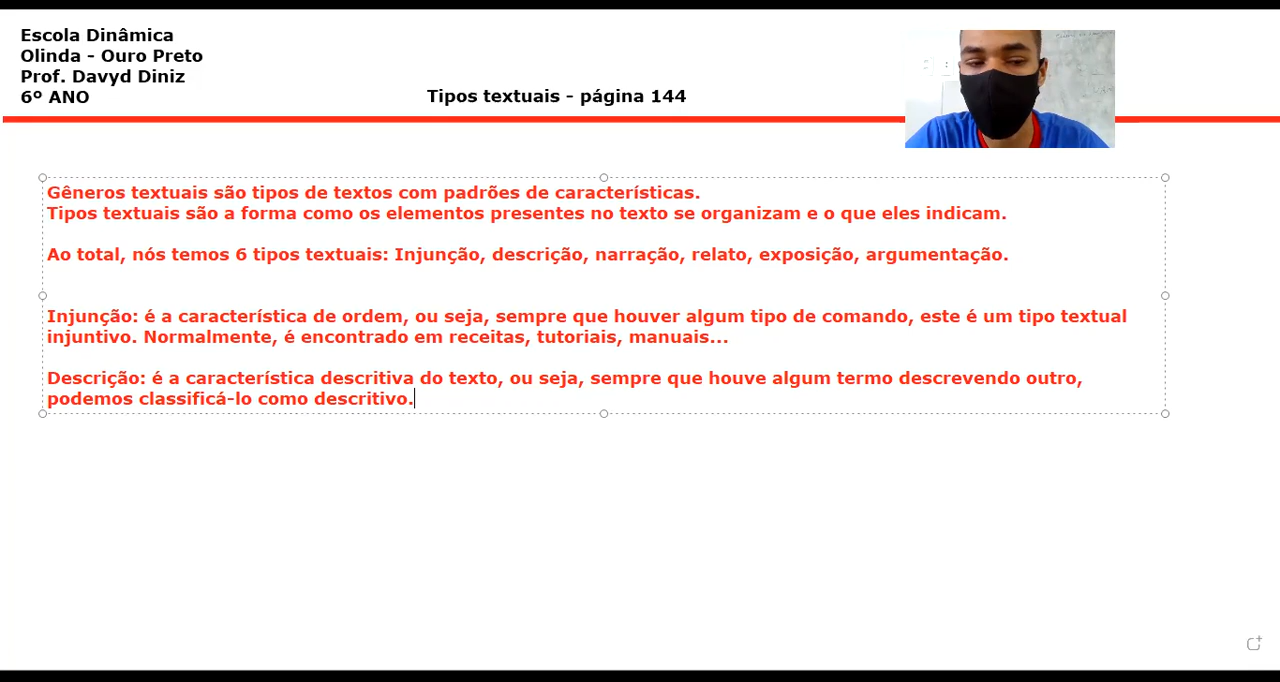 Escola Dinâmica
Olinda - Ouro Preto
Prof. Davyd Diniz
6º ANO
Tipos textuais - página 144
Gêneros textuais são tipos de textos com padrões de características.
Tipos textuais são a forma como os elementos presentes no texto se organizam e o que eles indicam.
Ao total, nós temos 6 tipos textuais: Injunção, descrição, narração, relato, exposição, argumentação.
Injunção: é a característica de ordem, ou seja, sempre que houver algum tipo de comando, este é um tipo textual
injuntivo. Normalmente, é encontrado em receitas, tutoriais, manuais...
Descrição: é a característica descritiva do texto, ou seja, sempre que houve algum termo descrevendo outro,
podemos classificá-lo como descritivo.